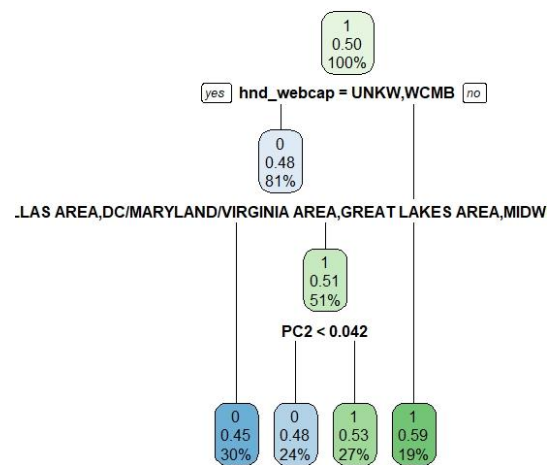 1
0.50
100%
yes hnd_webcap = UNKW,WCMB no
0
0.48
81%
LAS AREA,DC/MARYLAND/VIRGINIA AREA,GREAT LAKES AREA,MIDW
1
0.51
51%
PC2 < 0.042
0 0 1 1
0.45 0.48 0.53 0.59
30% 24% 27% 19%